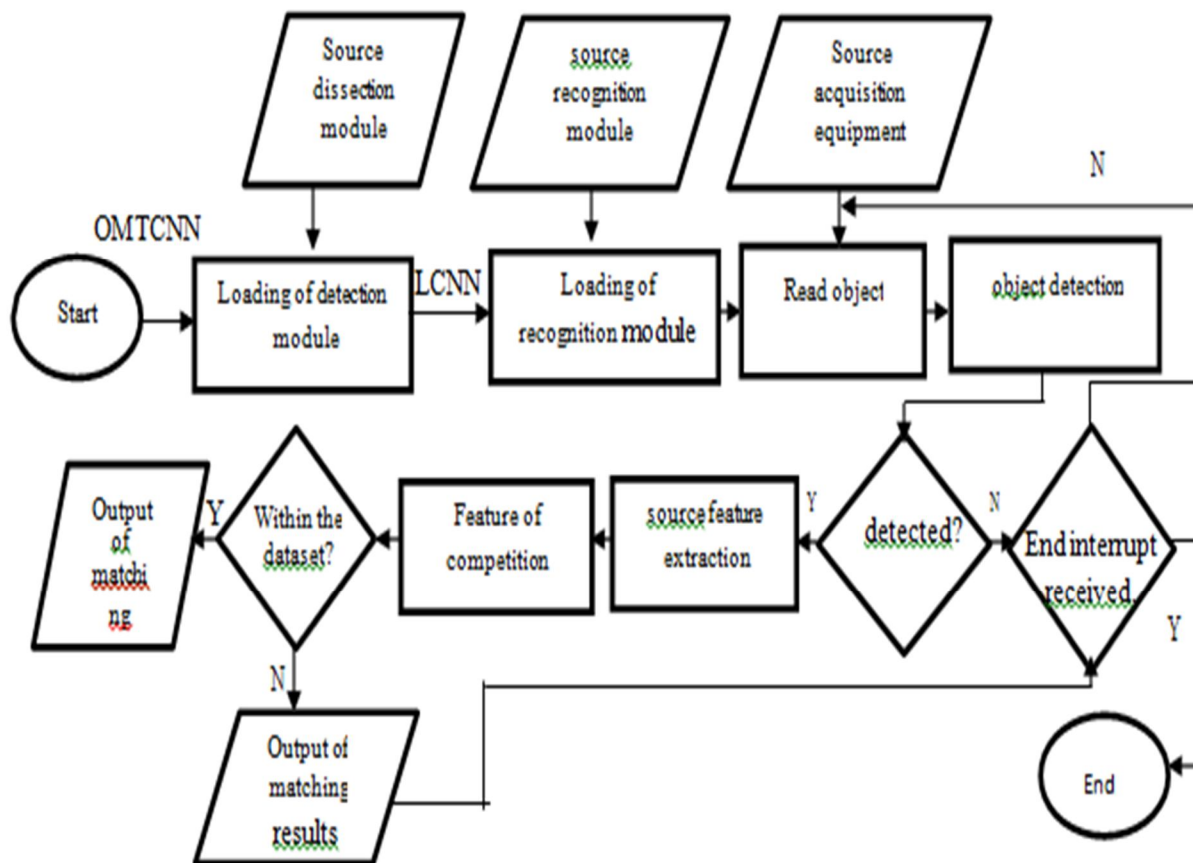 Source
dissection
module
source
recognition
module
Source
acquisition
equipment
N
OMTCNN
Start
Loading of detection
module
LCNN
Loading of
recognition module
Read object
object detection
Output
of
matchi
ng
Y
Within the
dataset?
Feature of
competition
source feature
extraction
Y
detected?
N
End interrupt
received.
Y
N
Output of
matching
results
End